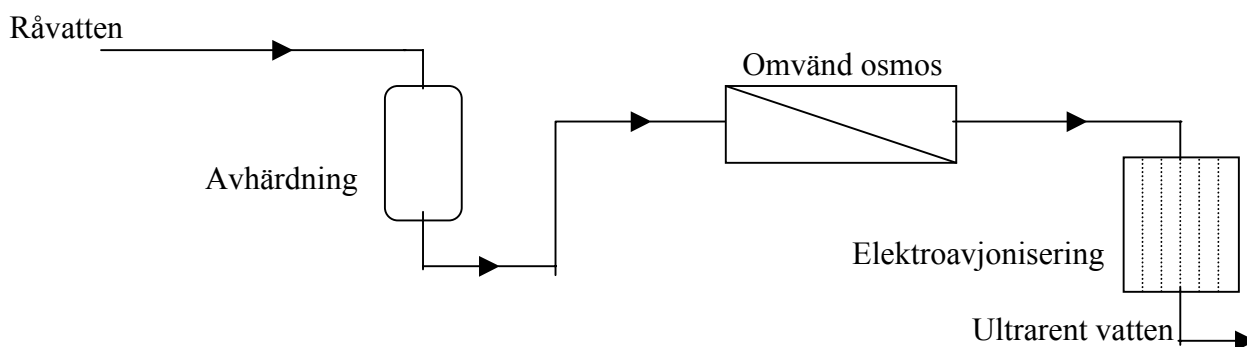 Råvatten
Omvänd osmos
Avhärdning
Elektroavjonisering
Ultrarent vatten